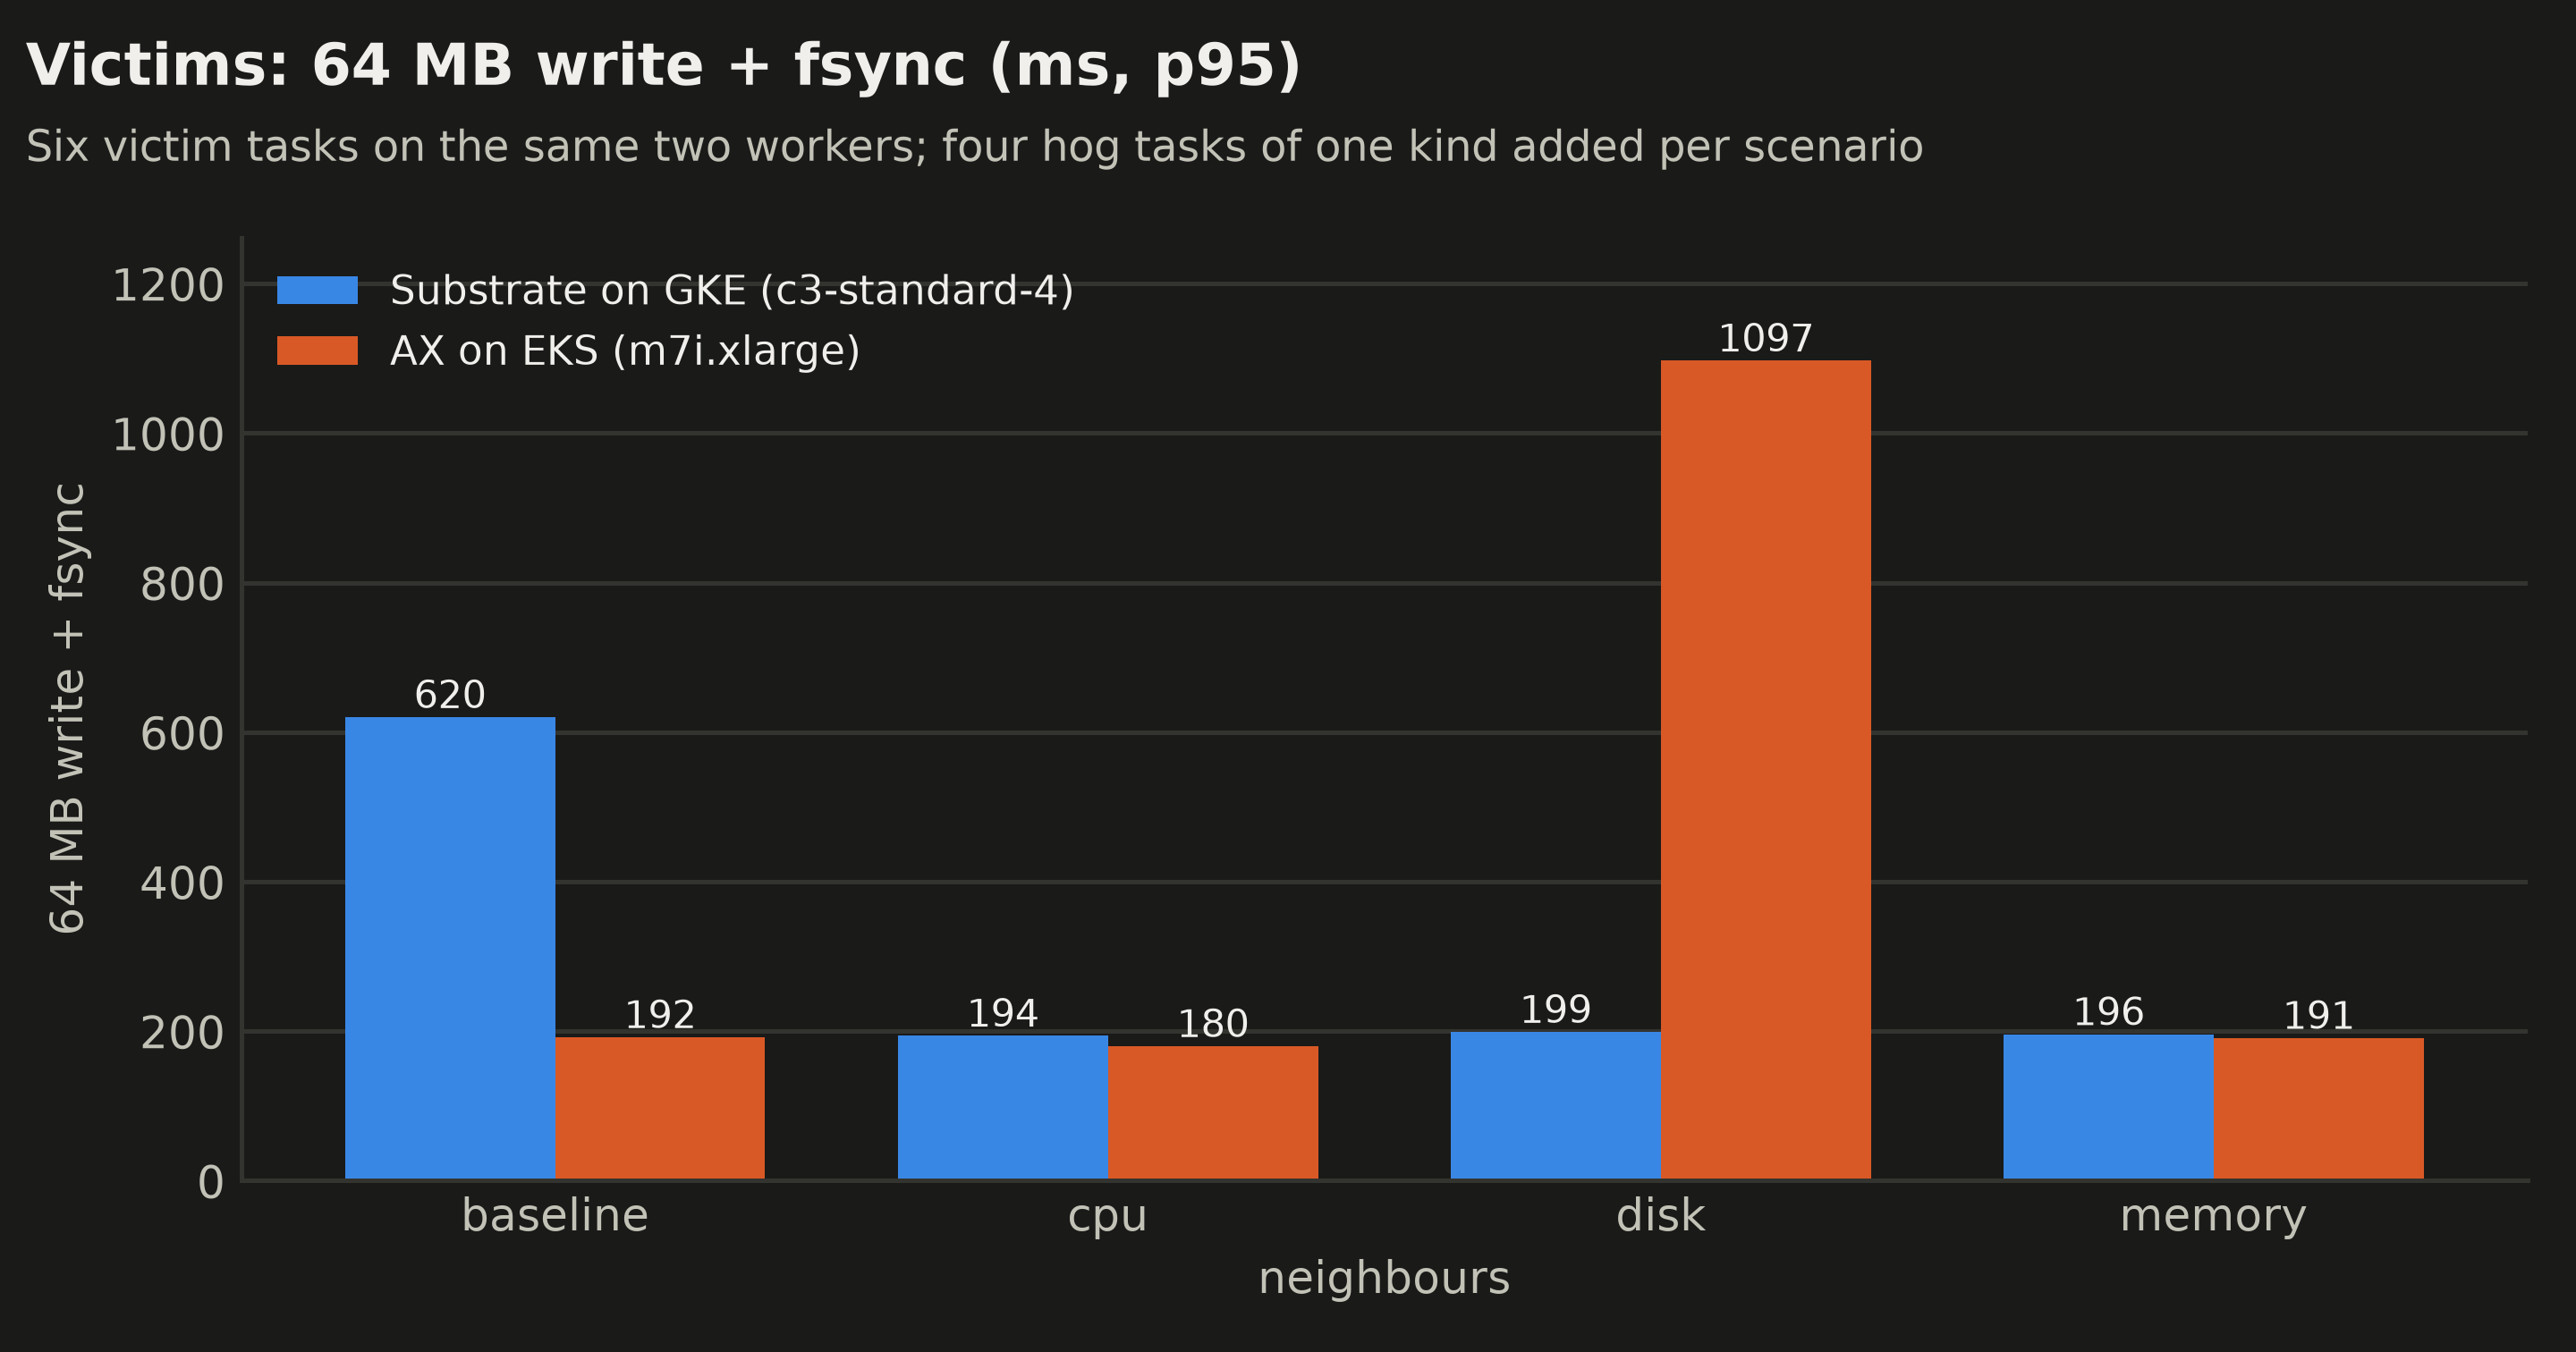 Victims: 64 MB write + fsync (ms, p95)
Six victim tasks on the same two workers; four hog tasks of one kind added per scenario
Substrate on GKE (c3-standard-4)
AX on EKS (m7i.xlarge)
64 MB write + fsync
1200
1000
800
600
400
200
0
620
192
194
180
199
1097
196
191
baseline
cpu
disk
memory
neighbours